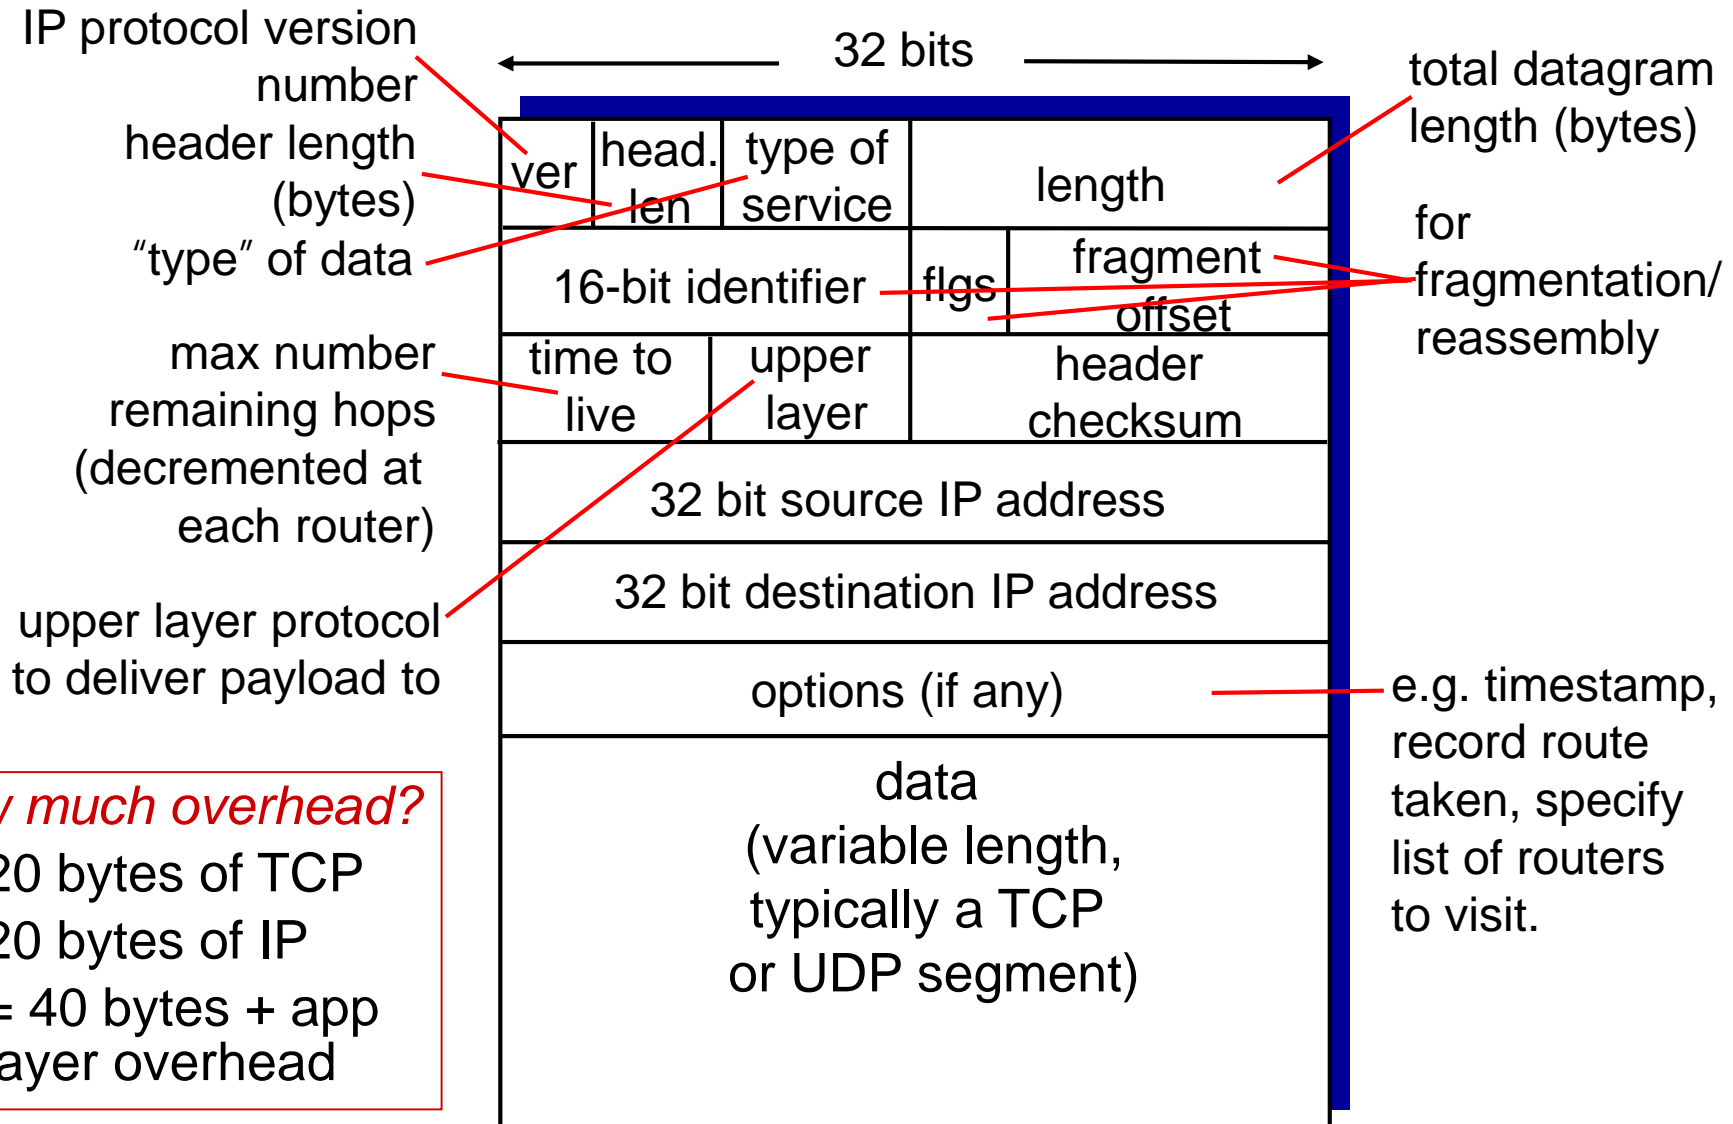 IP protocol version
number
header length
(bytes)
"type" of data
max number
remaining hops
(decremented at
each router)
upper layer protocol
to deliver payload to
much overhead?
20 bytes of TCP
20 bytes of IP
= 40 bytes + app
overhead
32 bits
ver
head.
len
type of
service
length
16-bit identifier
flgs
fragment
offset
time to
live
upper
layer
header
checksum
32 bit source IP address
32 bit destination IP address
options (if any)
data
(variable length,
typically a TCP
or UDP segment)
total datagram
length (bytes)
for
fragmentation/
reassembly
e.g. timestamp,
record route
taken, specify
list of routers
to visit.